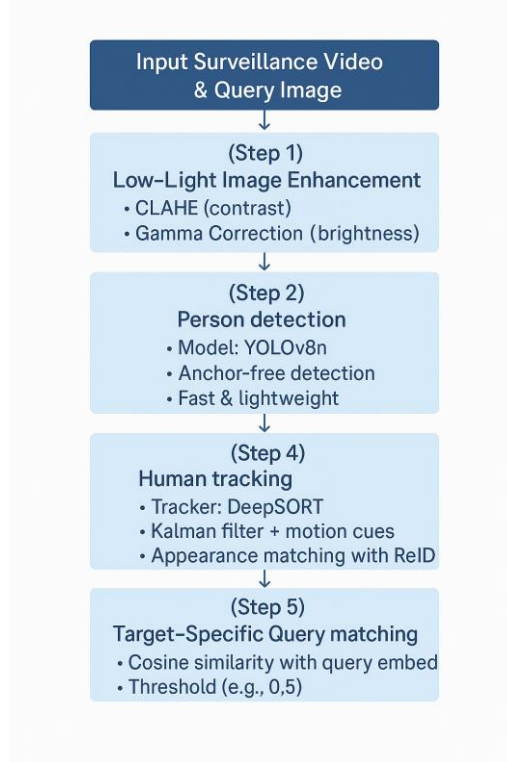 Input Surveillance Video
& Query Image
(Step 1)
Low-Light Image Enhancement
• CLAHE (contrast)
• Gamma Correction (brightness)
(Step 2)
Person detection
• Model: YOLOv8n
• Anchor-free detection
• Fast & lightweight
(Step 4)
Human tracking
• Tracker: DeepSORT
• Kalman filter + motion cues
• Appearance matching with ReID
(Step 5)
Target-Specific Query matching
• Cosine similarity with query embed
• Threshold (e.g., 0,5)